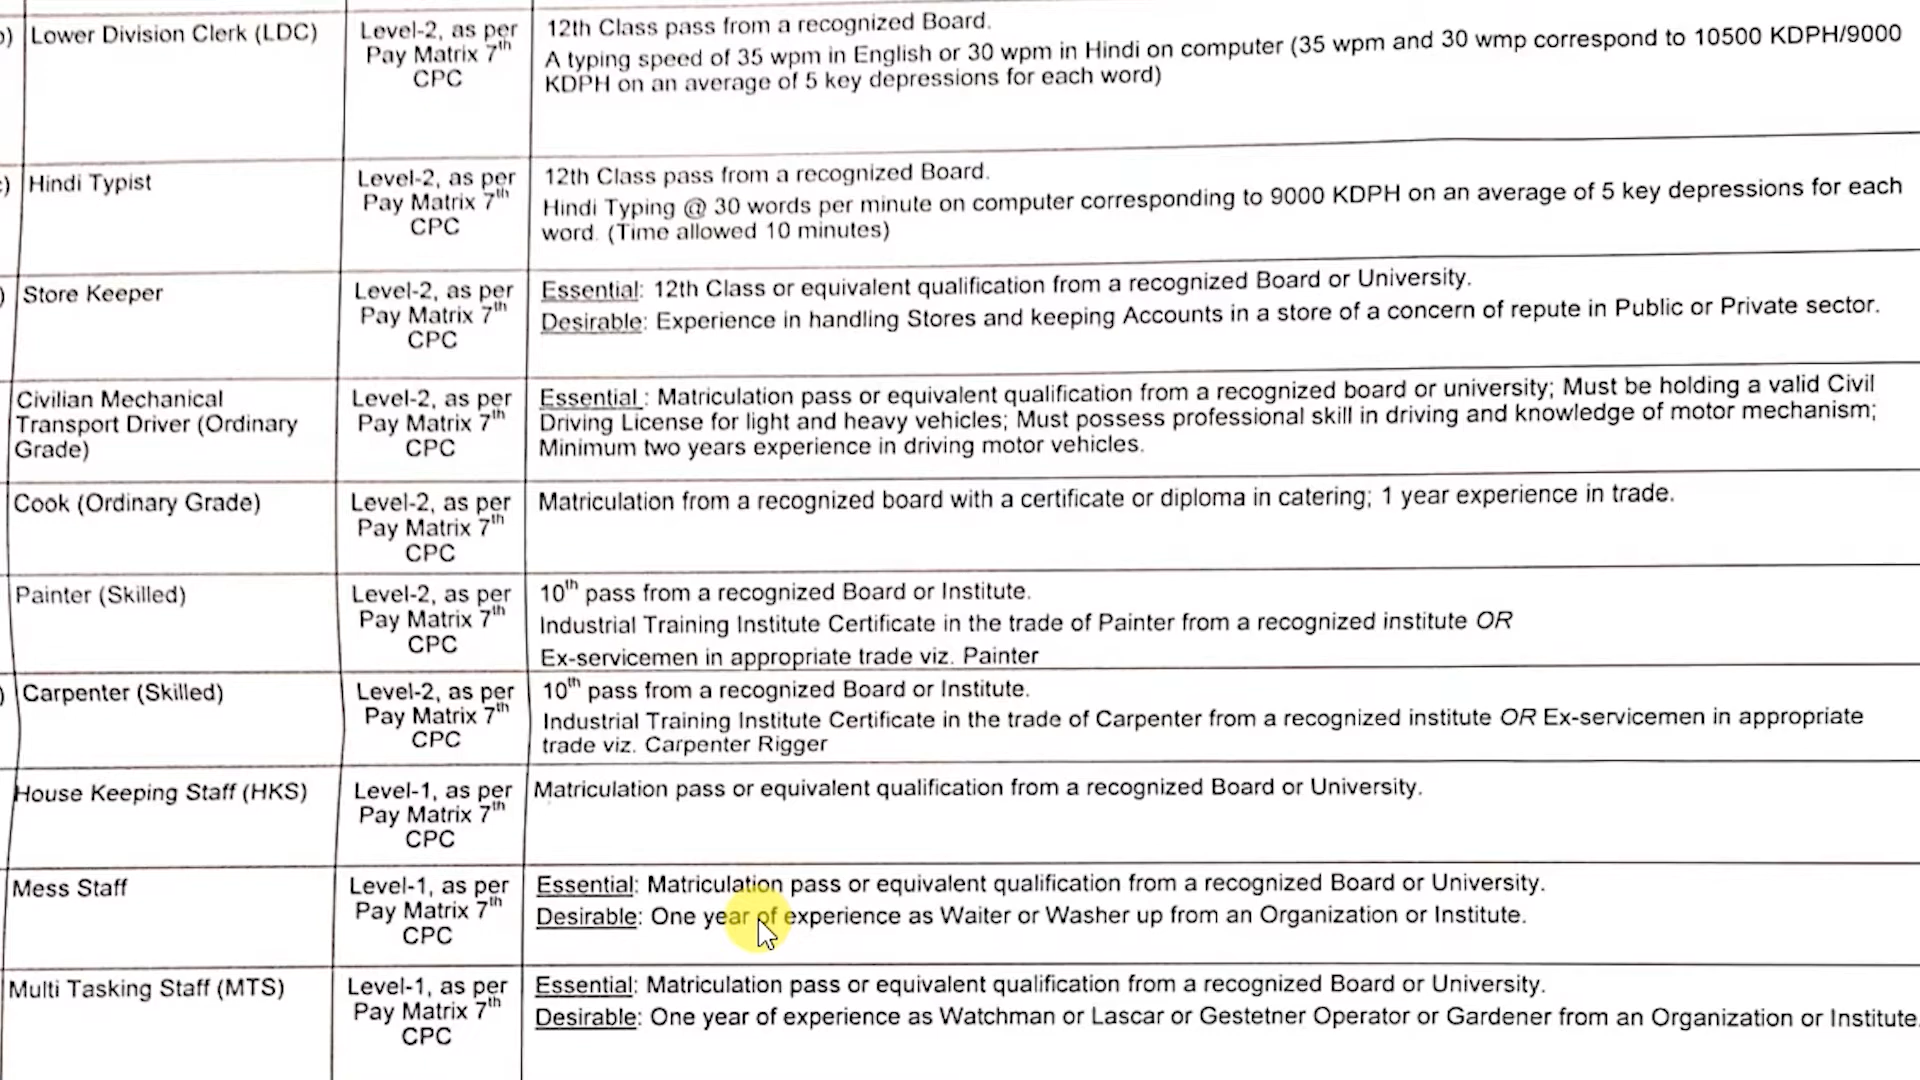 Lower Division Clerk (LDC)
Level-2, as per
Pay Matrix 7th
CPC
12th Class pass from a recognized Board.
A typing speed of 35 wpm in English or 30 wpm in Hindi on computer (35 wpm and 30 wmp correspond to 10500 KDPH/9000
KDPH on an average of 5 key depressions for each word)
Hindi Typist
Level-2, as per
Pay Matrix 7th
CPC
12th Class pass from a recognized Board.
Hindi Typing @ 30 words per minute on computer corresponding to 9000 KDPH on an average of 5 key depressions for each
word. (Time allowed 10 minutes)
Store Keeper
Level-2, as per
Pay Matrix 7th
CPC
Essential: 12th Class or equivalent qualification from a recognized Board or University.
Desirable: Experience in handling Stores and keeping Accounts in a store of a concern of repute in Public or Private sector.
Civilian Mechanical
Transport Driver (Ordinary
Grade)
Level-2, as per
Pay Matrix 7th
CPC
Essential : Matriculation pass or equivalent qualification from a recognized board or university; Must be holding a valid Civil
Driving License for light and heavy vehicles; Must possess professional skill in driving and knowledge of motor mechanism;
Minimum two years experience in driving motor vehicles.
Cook (Ordinary Grade)
Level-2, as per
Pay Matrix 7th
CPC
Matriculation from a recognized board with a certificate or diploma in catering; 1 year experience in trade.
Painter (Skilled)
Level-2, as per
Pay Matrix 7th
CPC
10th pass from a recognized Board or Institute.
Industrial Training Institute Certificate in the trade of Painter from a recognized institute OR
Ex-servicemen in appropriate trade viz. Painter
) Carpenter (Skilled)
Level-2, as per
Pay Matrix 7th
CPC
10th pass from a recognized Board or Institute.
Industrial Training Institute Certificate in the trade of Carpenter from a recognized institute OR Ex-servicemen in appropriate
trade viz. Carpenter Rigger
House Keeping Staff (HKS)
Level-1, as per
Pay Matrix 7th
CPC
Matriculation pass or equivalent qualification from a recognized Board or University.
Mess Staff
Level-1, as per
Pay Matrix 7th
CPC
Essential: Matriculation pass or equivalent qualification from a recognized Board or University.
Desirable: One year of experience as Waiter or Washer up from an Organization or Institute.
Multi Tasking Staff (MTS)
Level-1, as per
Pay Matrix 7th
CPC
Essential: Matriculation pass or equivalent qualification from a recognized Board or University.
Desirable: One year of experience as Watchman or Lascar or Gestetner Operator or Gardener from an Organization or Institute.